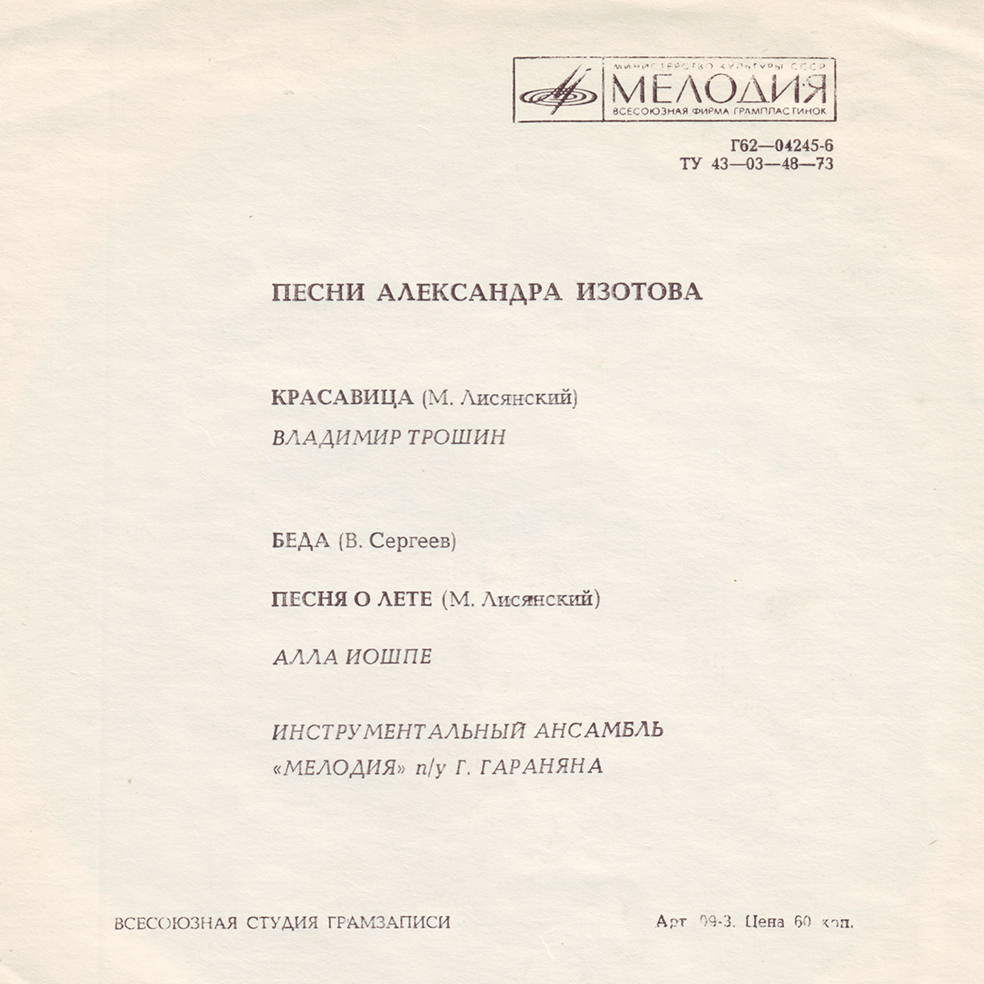 МИНИСТЕРСТВО КУЛЬТУРЫ СССР
МЕЛОДИЯ
ВСЕСОЮЗНАЯ ФИРМА ГРАМПЛАСТИНОК
Г62—04245-6
ТУ 43—03—48—73
ПЕСНИ АЛЕКСАНДРА ИЗОТОВА
КРАСАВИЦА (М. Лисянский)
ВЛАДИМИР ТРОШИН
БЕДА (В. Сергеев)
ПЕСНЯ О ЛЕТЕ (М. Лисянский)
АЛЛА ИОШПЕ
ИНСТРУМЕНТАЛЬНЫЙ АНСАМБЛЬ
«МЕЛОДИЯ» п/у Г. ГАРАНЯНА
ВСЕСОЮЗНАЯ СТУДИЯ ГРАМЗАПИСИ
Арт 09-3. Цена 60 коп.